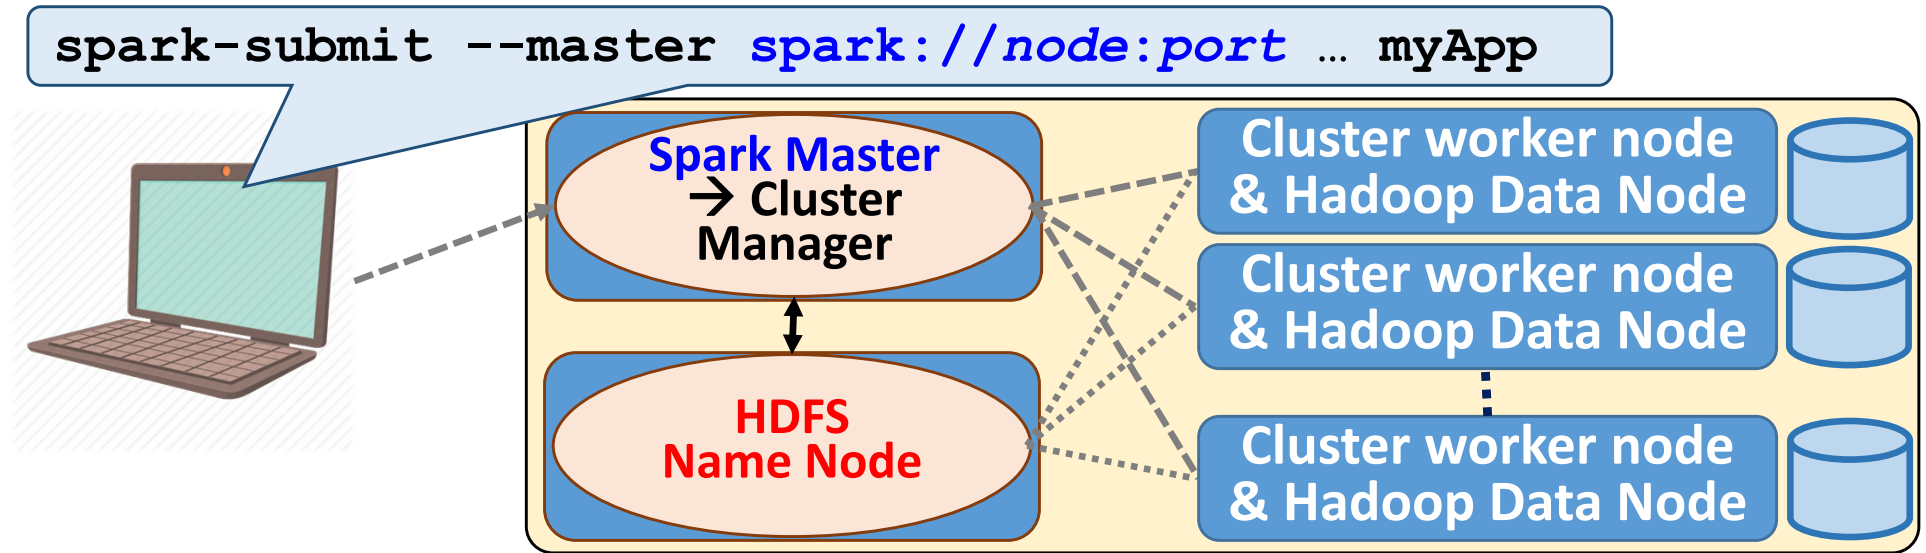 spark-submit --master spark://node:port … myApp
Spark Master
→ Cluster
Manager
HDFS
Name Node
Cluster worker node
& Hadoop Data Node
Cluster worker node
& Hadoop Data Node
Cluster worker node
& Hadoop Data Node